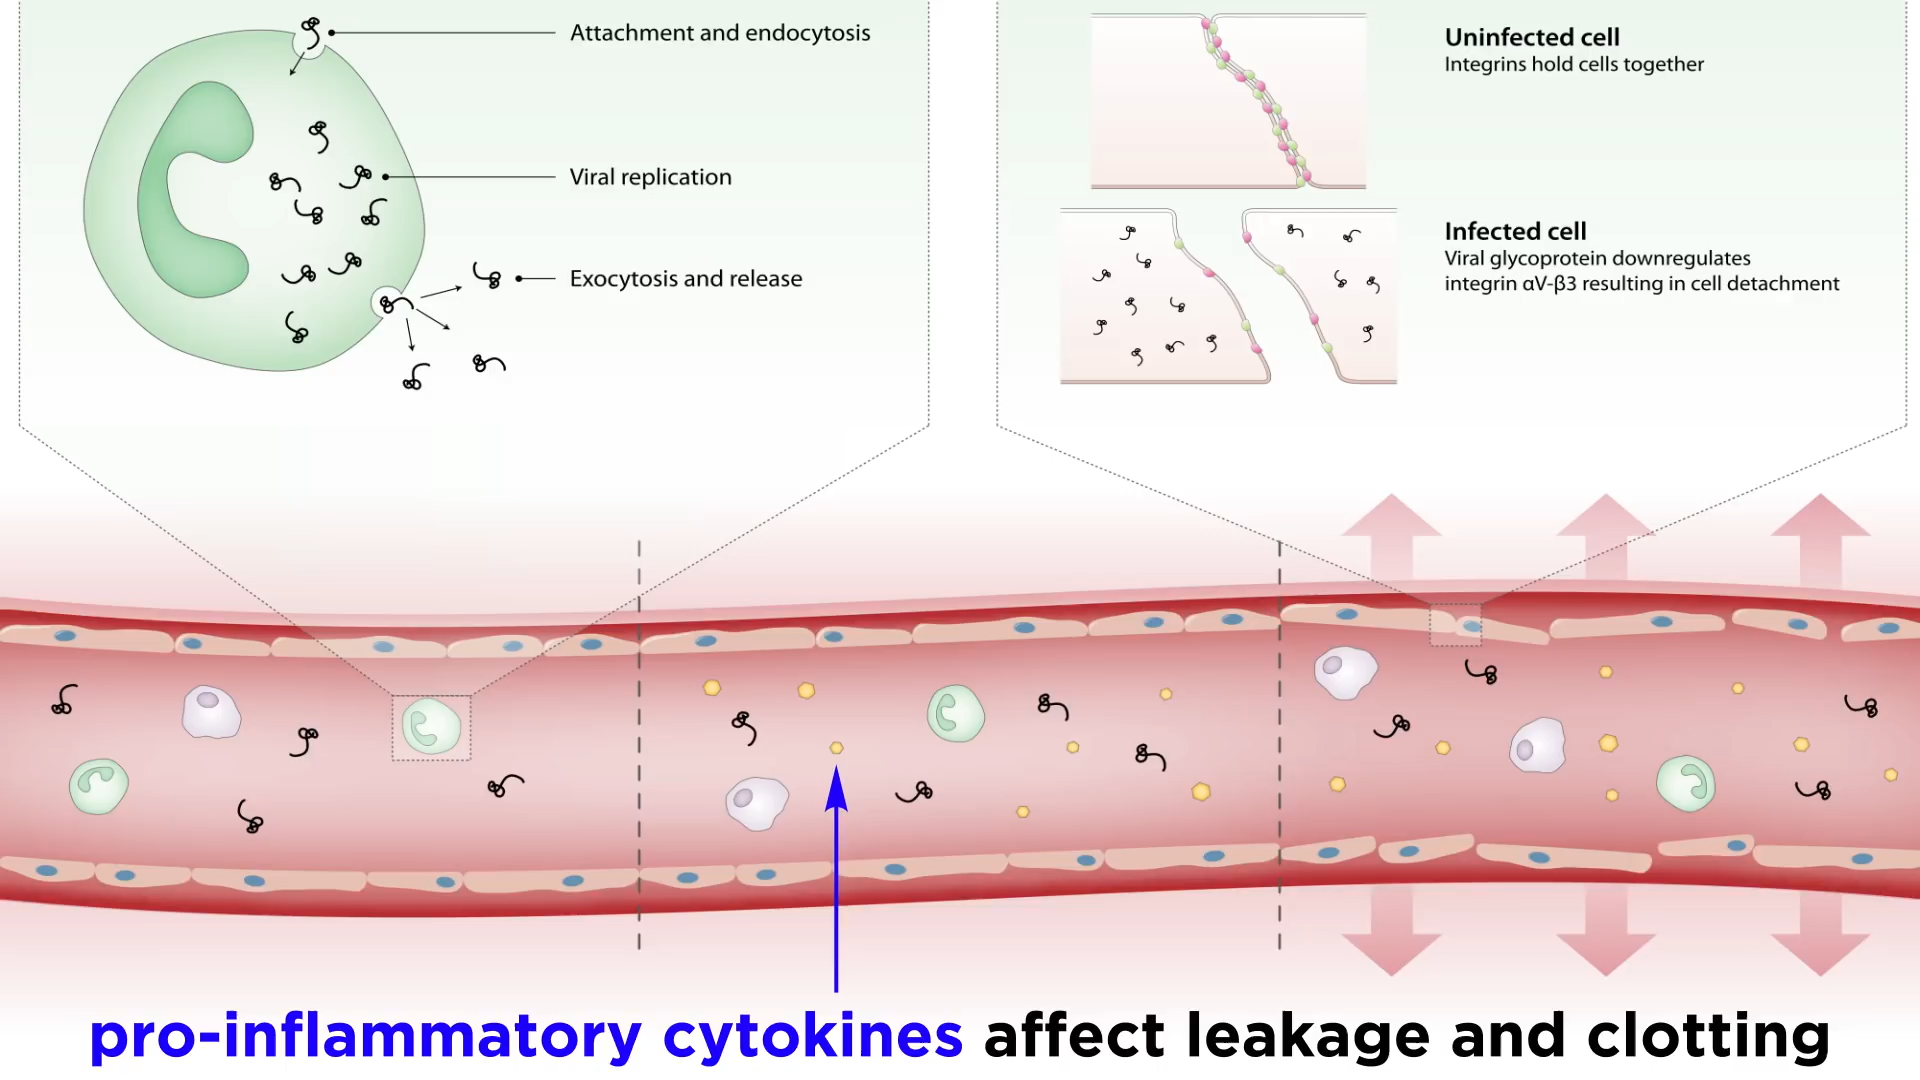 Attachment and endocytosis
Viral replication
Exocytosis and release
Uninfected cell
Integrins hold cells together
Infected cell
Viral glycoprotein downregulates
integrin αV-β3 resulting in cell detachment
pro-inflammatory cytokines affect leakage and clotting